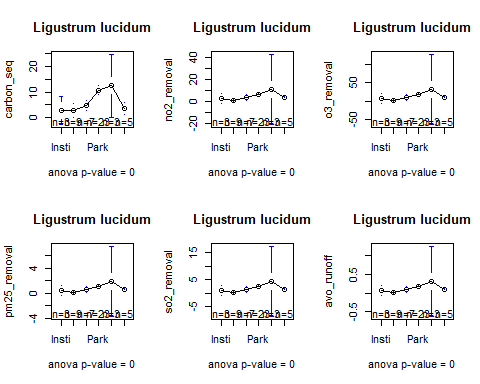 Ligustrum lucidum
Ligustrum lucidum
Ligustrum lucidum
carbon_seq
0 10 20
Insti Park
anova p-value = 0
no2_removal
-20 0 20 40
Insti Park
anova p-value = 0
o3_removal
-50 50
Insti Park
anova p-value = 0
Ligustrum lucidum
Ligustrum lucidum
Ligustrum lucidum
pm25_removal
-4 0 4
Insti Park
anova p-value = 0
so2_removal
-5 5 15
Insti Park
anova p-value = 0
avo_runoff
-0.5 0.5
Insti Park
anova p-value = 0